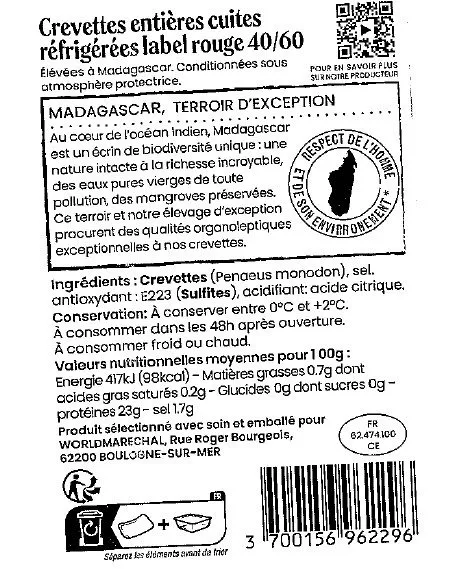 Crevettes entières cuites
réfrigérées label rouge 40/60
Élévées à Madagascar. Conditionnées sous
atmosphère protectrice.
POUR EN SAVOIR PLUS
SUR NOTRE PRODUCTEUR
MADAGASCAR, TERROIR D'EXCEPTION
Au cœur de l'océan Indien, Madagascar
est un écrin de biodiversité unique : une
nature intacte à la richesse incroyable,
des eaux pures vierges de toute
pollution, des mangroves préservées.
Ce terroir et notre élevage d'exception
procurent des qualités organoleptiques
exceptionnelles à nos crevettes.
RESPECT DE L'HOMME
ET DE SON ENVIRONNEMENT *
Ingrédients : Crevettes (Penaeus monodon), sel.
antioxydant : E223 (Sulfites), acidifiant: acide citrique.
Conservation: À conserver entre 0°C et +2°C.
À consommer dans les 48h après ouverture.
À consommer froid ou chaud.
Valeurs nutritionnelles moyennes pour 100g :
Energie 417kJ (98kcal) - Matières grasses 0.7g dont
acides gras saturés 0.2g - Glucides 0g dont sucres 0g -
protéines 23g - sel 1.7g
Produit sélectionné avec soin et emballé pour
WORLDMARECHAL, Rue Roger Bourgeois,
62200 BOULOGNE-SUR-MER
FR
62.474.100
CE
FR
+
Séparez les éléments avant de trier
3 700156 962296